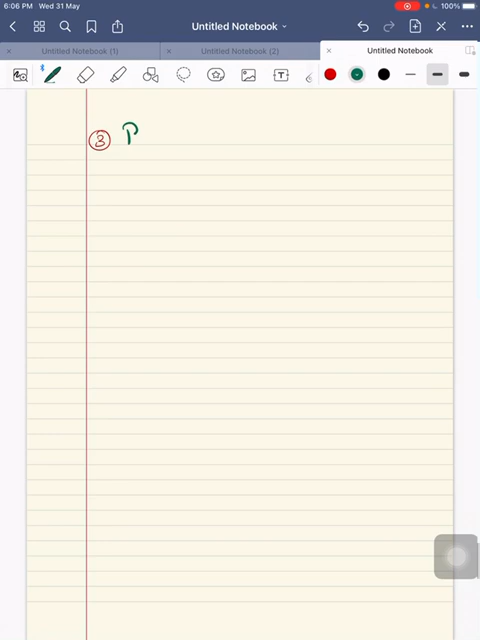 6:06 PM Wed 31 May 100%
Untitled Notebook
Untitled Notebook (1) Untitled Notebook (2) Untitled Notebook
T
③ P